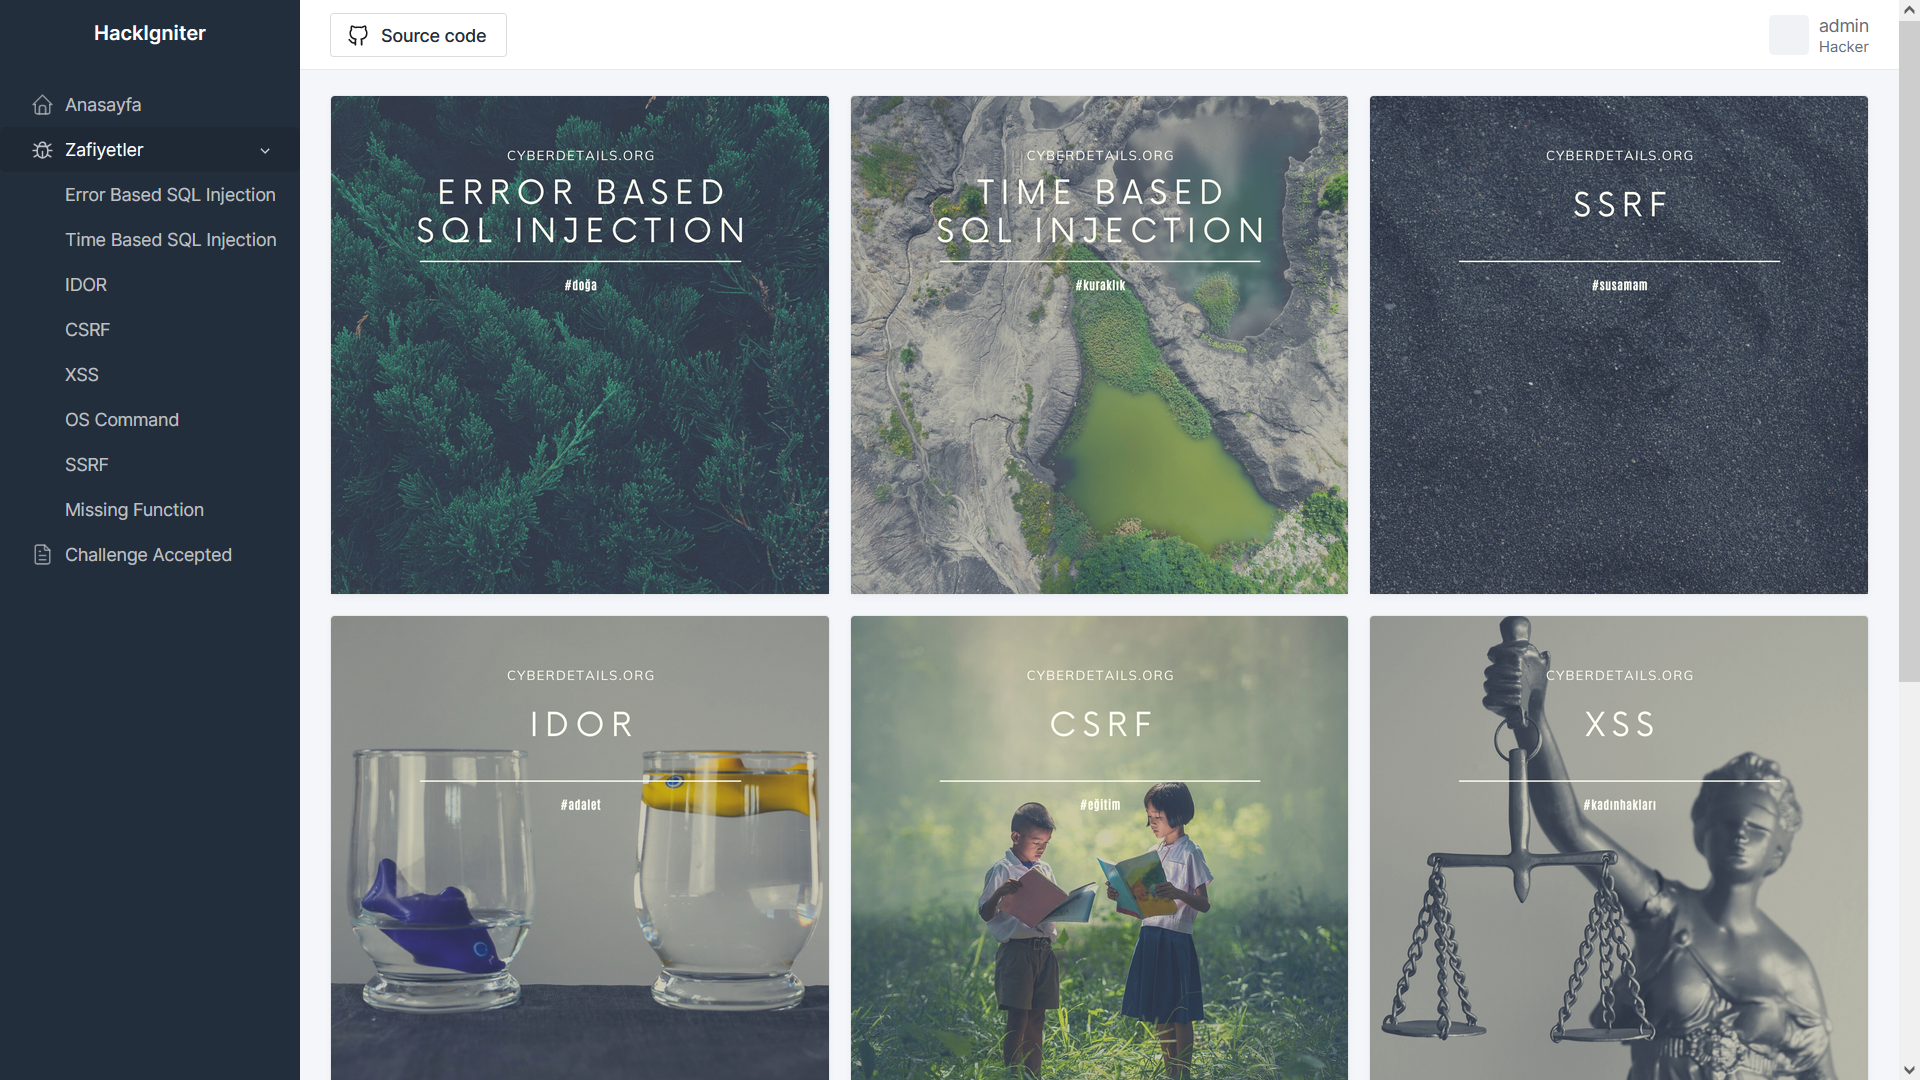 HackIgniter
Anasayfa
Zafiyetler
Error Based SQL Injection
Time Based SQL Injection
IDOR
CSRF
XSS
OS Command
SSRF
Missing Function
Challenge Accepted
Source code
admin
Hacker
CYBERDETAILS.ORG
ERROR BASED
SQL INJECTION
#doğa
CYBERDETAILS.ORG
TIME BASED
SQL INJECTION
#kuraklık
CYBERDETAILS.ORG
SSRF
#susamam
CYBERDETAILS.ORG
IDOR
#adalet
CYBERDETAILS.ORG
CSRF
#eğitim
CYBERDETAILS.ORG
XSS
#kadınhakları